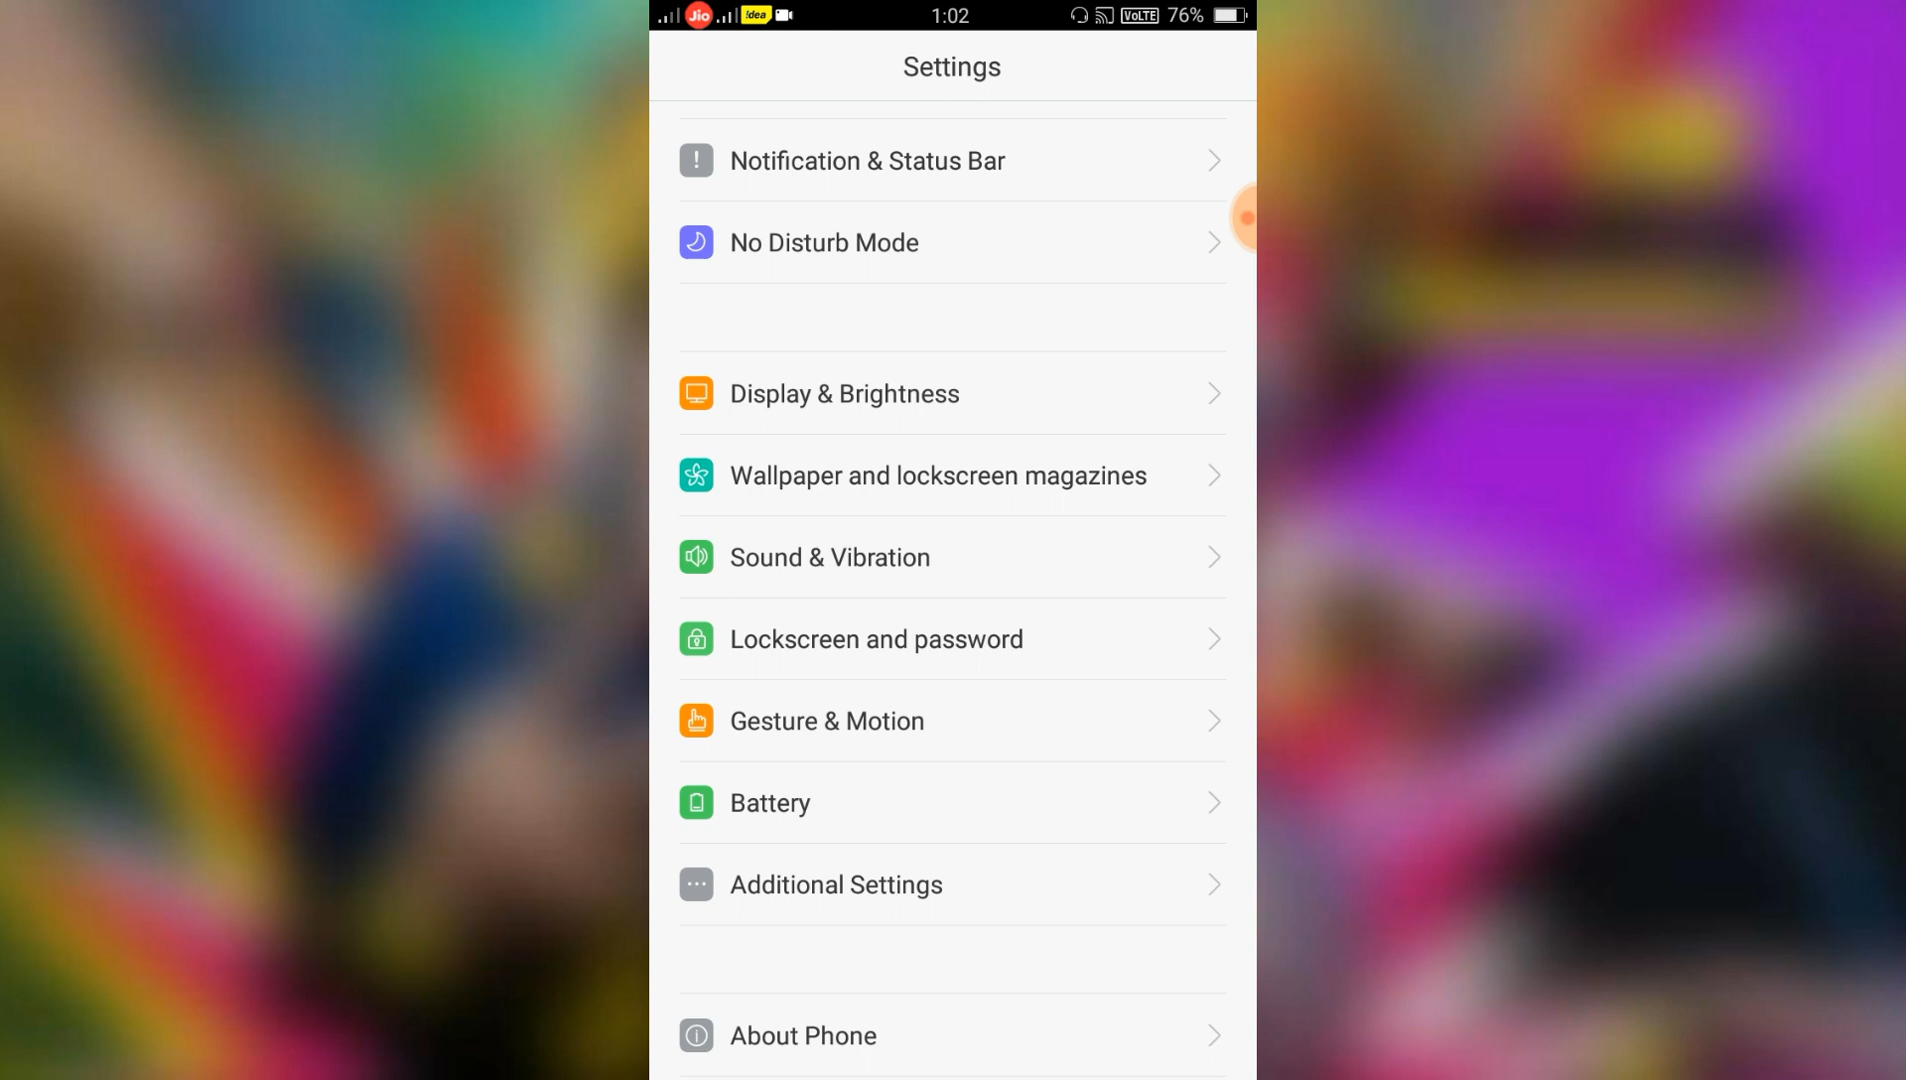 Jio !dea 1:02 VoLTE 76%
Settings
Notification & Status Bar
No Disturb Mode
Display & Brightness
Wallpaper and lockscreen magazines
Sound & Vibration
Lockscreen and password
Gesture & Motion
Battery
Additional Settings
About Phone